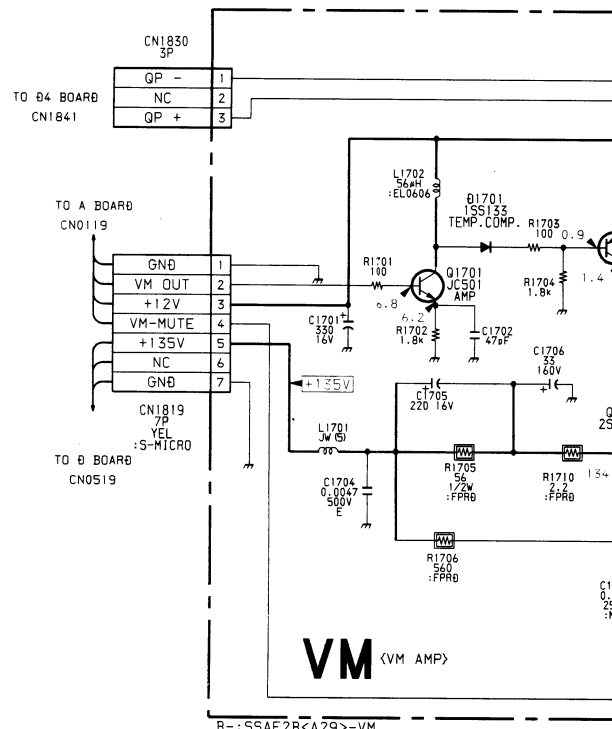 CN1830
3P
QP - 1
NC 2
QP + 3
TO D4 BOARD
CN1841
TO A BOARD
CN0119
GND 1
VM OUT 2
+12V 3
VM-MUTE 4
+135V 5
NC 6
GND 7
CN1819
7P
YEL
:S-MICRO
TO D BOARD
CN0519
L1702
56μH
:EL0606
D1701
1SS133
TEMP.COMP.
R1703
100
0.9
R1701
100
6.8
Q1701
JC501
AMP
6.2
R1704
1.8k
1.4
C1701
330
16V
R1702
1.8k
C1702
47pF
+135V
C1705
220 16V
C1706
33
160V
L1701
JW(5)
C1704
0.0047
500V
E
R1705
56
1/2W
:FPRD
R1710
2.2
:FPRD
134
R1706
560
:FPRD
VM {VM AMP}
B-:SSAF2B<A29>-VM